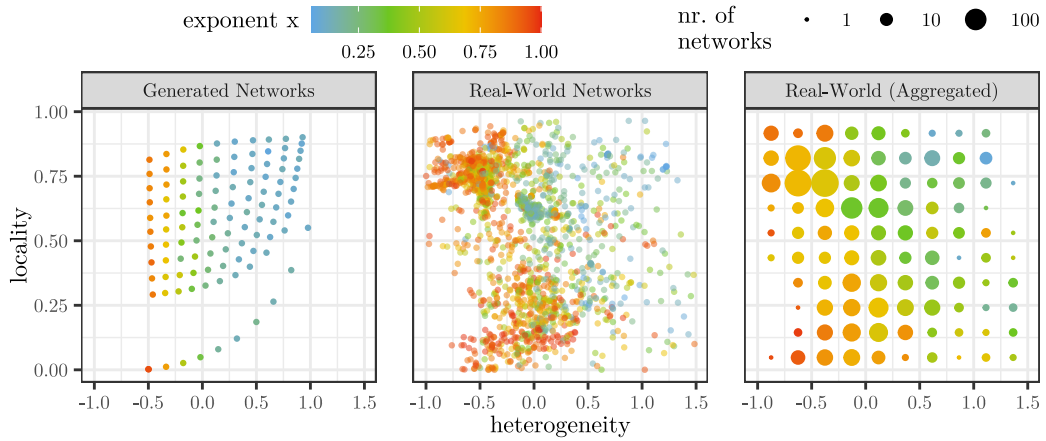 exponent x
0.25 0.50 0.75 1.00
nr. of
networks
1 10 100
Generated Networks
Real-World Networks
Real-World (Aggregated)
locality
1.00
0.75
0.50
0.25
0.00
-1.0 -0.5 0.0 0.5 1.0 1.5
-1.0 -0.5 0.0 0.5 1.0 1.5
-1.0 -0.5 0.0 0.5 1.0 1.5
heterogeneity